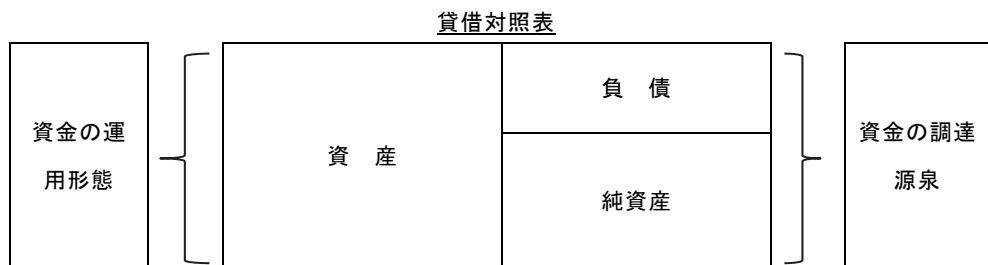 貸借対照表
資金の運
用形態
資　産
負　債
純資産
資金の調達
源泉